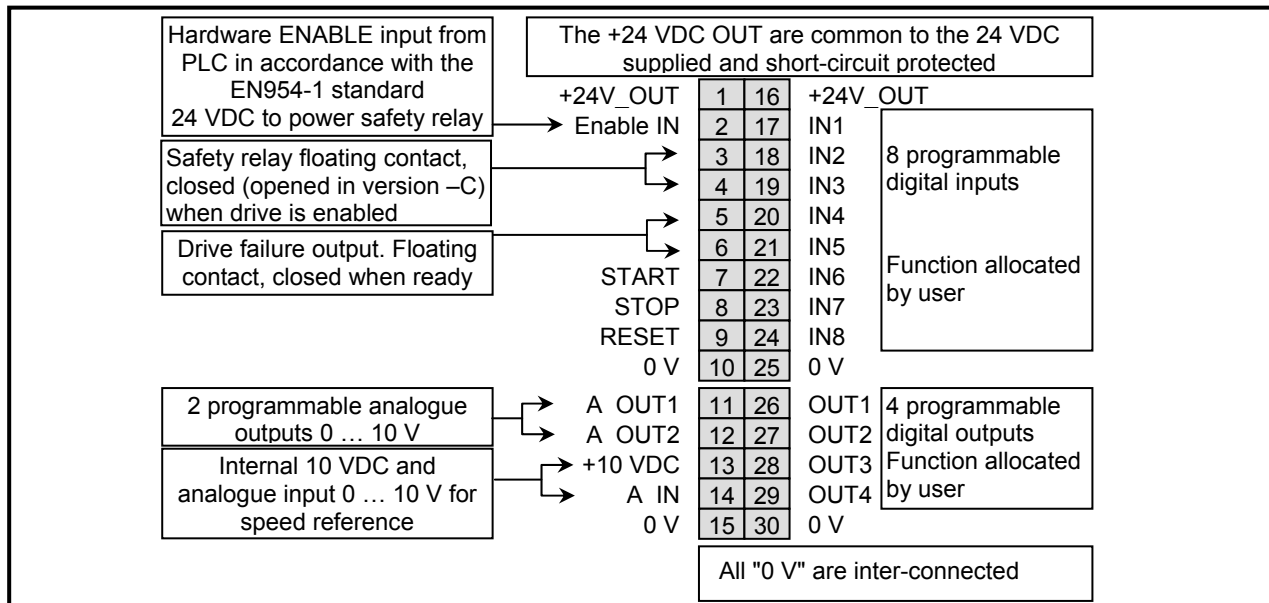 Hardware ENABLE input from
PLC in accordance with the
EN954-1 standard
24 VDC to power safety relay
The +24 VDC OUT are common to the 24 VDC
supplied and short-circuit protected
+24V_OUT 1 16 +24V_OUT
Enable IN 2 17 IN1
Safety relay floating contact,
closed (opened in version –C)
when drive is enabled
3 18 IN2
4 19 IN3
8 programmable
digital inputs
Drive failure output. Floating
contact, closed when ready
5 20 IN4
6 21 IN5
Function allocated
by user
START 7 22 IN6
STOP 8 23 IN7
RESET 9 24 IN8
0 V 10 25 0 V
2 programmable analogue
outputs 0 … 10 V
A OUT1 11 26 OUT1
A OUT2 12 27 OUT2
4 programmable
digital outputs
Function allocated
by user
Internal 10 VDC and
analogue input 0 … 10 V for
speed reference
+10 VDC 13 28 OUT3
A IN 14 29 OUT4
0 V 15 30 0 V
All "0 V" are inter-connected